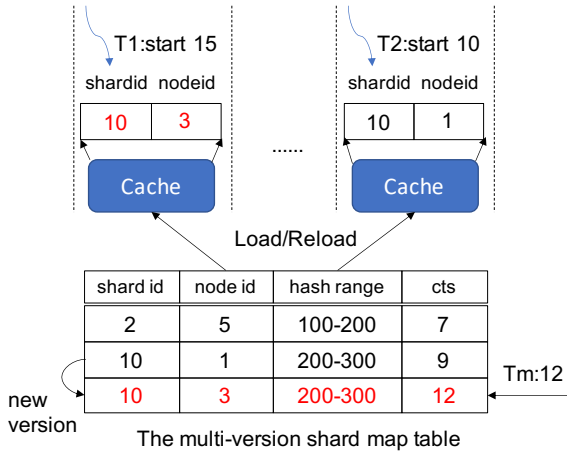 T1:start 15 T2:start 10
shardid nodeid shardid nodeid
10 3 10 1
......
Cache Cache
Load/Reload
shard id node id hash range cts
2 5 100-200 7
10 1 200-300 9
10 3 200-300 12
Tm:12
new
version
The multi-version shard map table